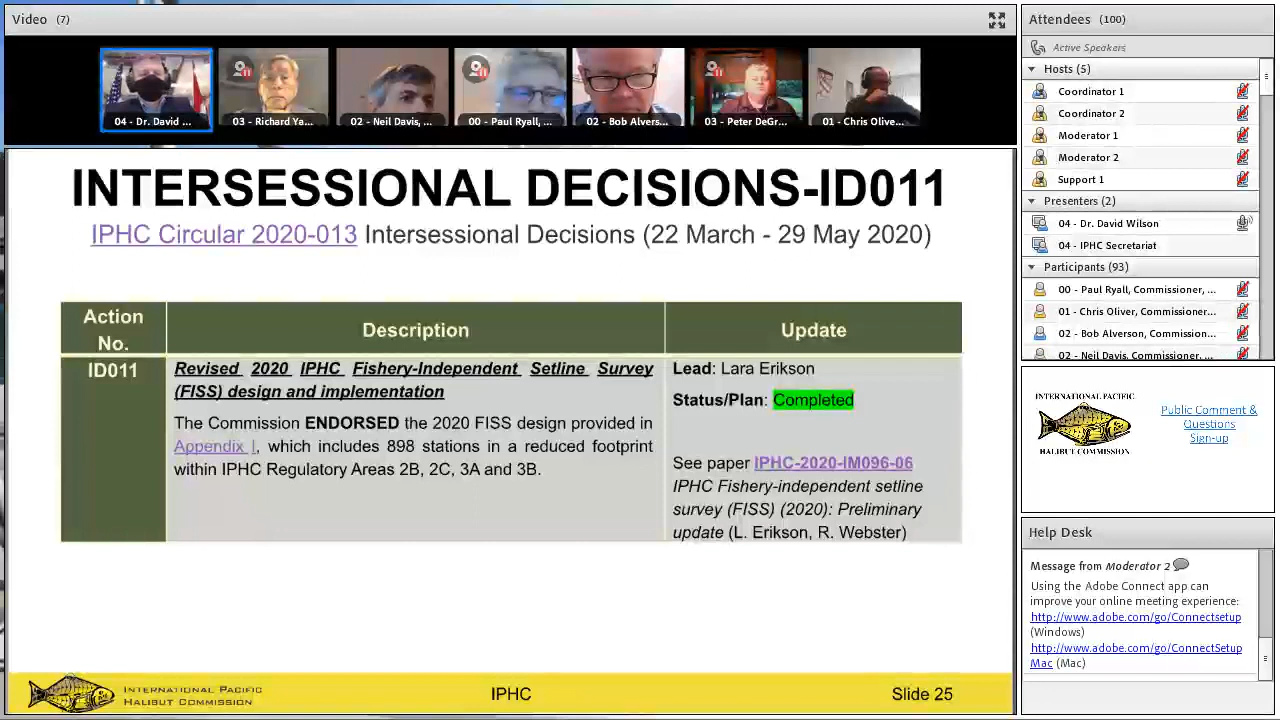 Video (7)
04 - Dr. David ...
03 - Richard Ya...
02 - Neil Davis, ...
00 - Paul Ryall, ...
02 - Bob Alvers...
03 - Peter DeGr...
01 - Chris Olive...
INTERSESSIONAL DECISIONS-ID011
IPHC Circular 2020-013 Intersessional Decisions (22 March - 29 May 2020)
Action
No.
Description
Update
ID011
Revised 2020 IPHC Fishery-Independent Setline Survey
(FISS) design and implementation
The Commission ENDORSED the 2020 FISS design provided in
Appendix I, which includes 898 stations in a reduced footprint
within IPHC Regulatory Areas 2B, 2C, 3A and 3B.
Lead: Lara Erikson
Status/Plan: Completed
See paper IPHC-2020-IM096-06
IPHC Fishery-independent setline
survey (FISS) (2020): Preliminary
update (L. Erikson, R. Webster)
INTERNATIONAL PACIFIC
HALIBUT COMMISSION
IPHC
Slide 25
Attendees (100)
Active Speakers
Hosts (5)
Coordinator 1
Coordinator 2
Moderator 1
Moderator 2
Support 1
Presenters (2)
04 - Dr. David Wilson
04 - IPHC Secretariat
Participants (93)
00 - Paul Ryall, Commissioner, ...
01 - Chris Oliver, Commissioner...
02 - Bob Alverson, Commission...
02 - Neil Davis, Commissioner, ...
INTERNATIONAL PACIFIC
HALIBUT COMMISSION
Public Comment &
Questions
Sign-up
Help Desk
Message from Moderator 2
Using the Adobe Connect app can
improve your online meeting experience:
http://www.adobe.com/go/Connectsetup
(Windows)
http://www.adobe.com/go/ConnectSetup
Mac (Mac)